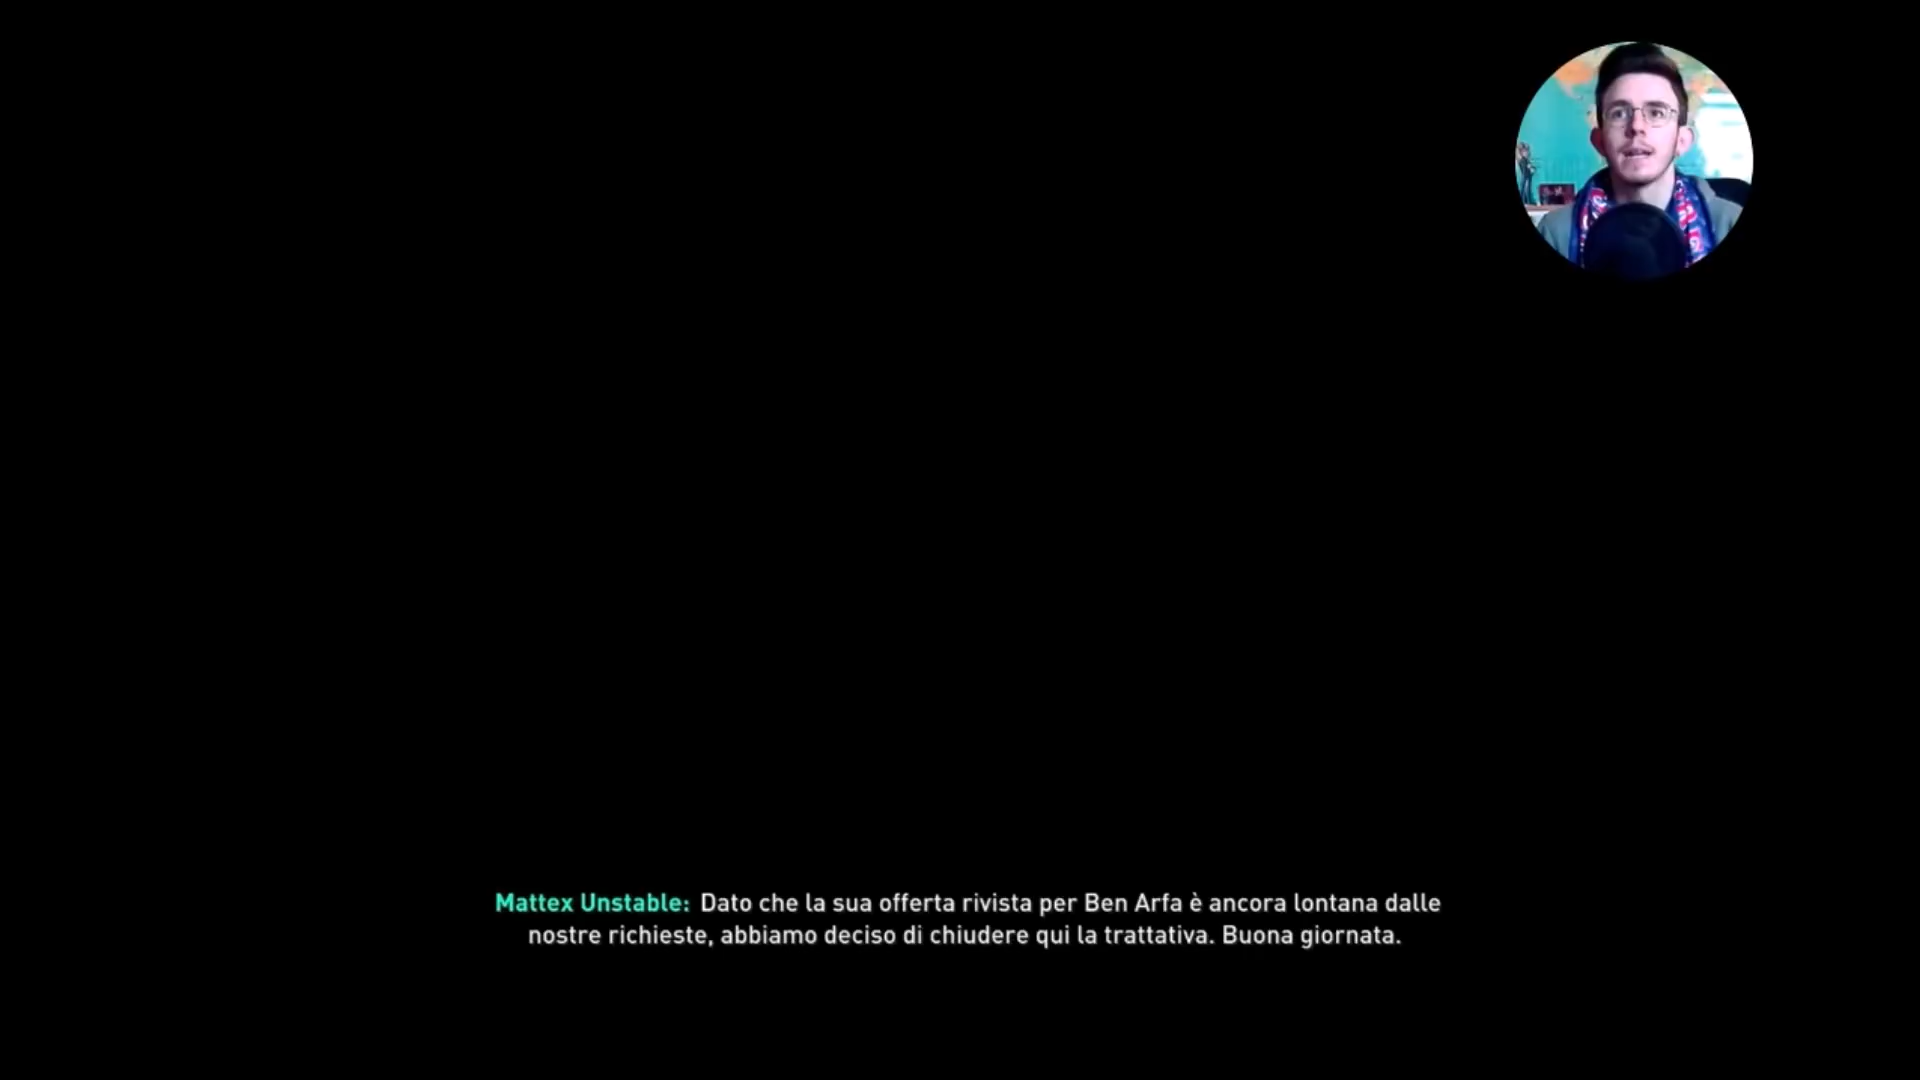 Mattex Unstable: Dato che la sua offerta rivista per Ben Arfa è ancora lontana dalle
nostre richieste, abbiamo deciso di chiudere qui la trattativa. Buona giornata.